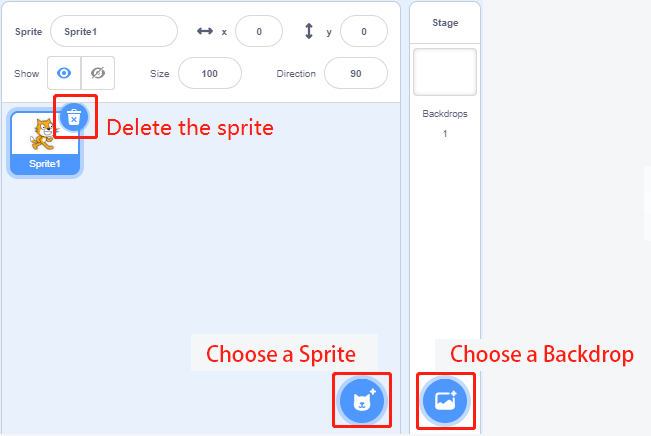 Sprite Sprite1 x 0 y 0
Stage
Show Size 100 Direction 90
Delete the sprite
Sprite1
Backdrops
1
Choose a Sprite
Choose a Backdrop